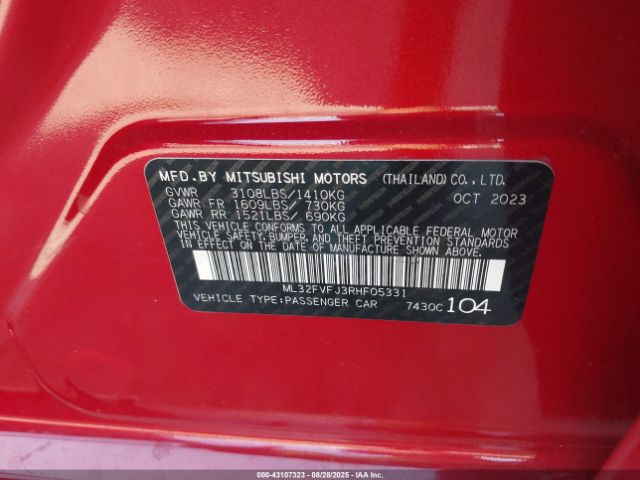 MFD.BY MITSUBISHI MOTORS (THAILAND)CO.,LTD.
GVWR 3108LBS/1410KG OCT 2023
GAWR FR 1609LBS/ 730KG
GAWR RR 1521LBS/ 690KG
THIS VEHICLE CONFORMS TO ALL APPLICABLE FEDERAL MOTOR
VEHICLE SAFETY,BUMPER,AND THEFT PREVENTION STANDARDS
IN EFFECT ON THE DATE OF MANUFACTURE SHOWN ABOVE.
ML32FVFJ3RHF05331
VEHICLE TYPE:PASSENGER CAR 7430C 104
000-43107323 - 08/28/2025 - IAAI.COM